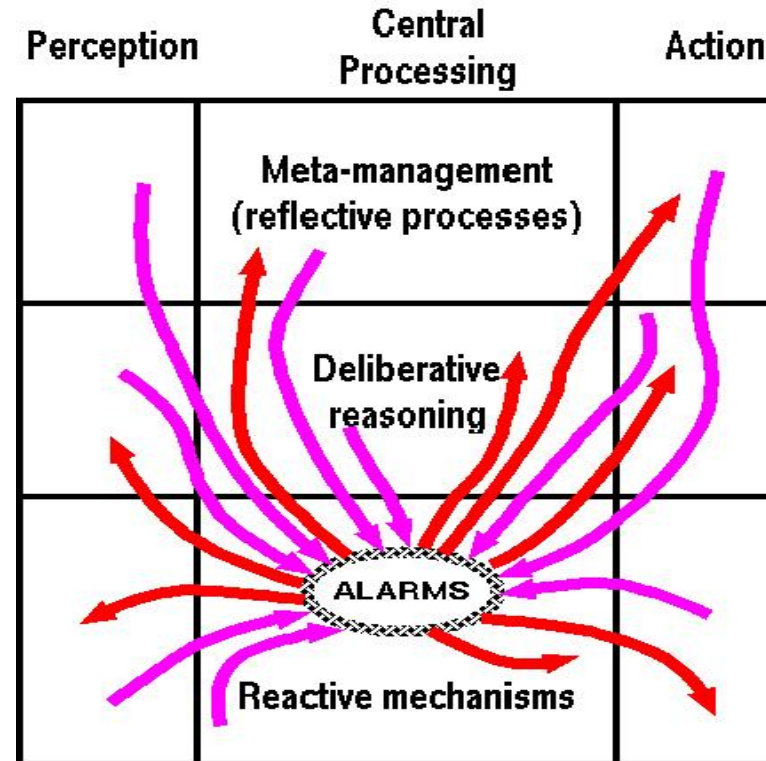 Perception
Central
Processing
Action
Meta-management
(reflective processes)
Deliberative
reasoning
ALARMS
Reactive mechanisms